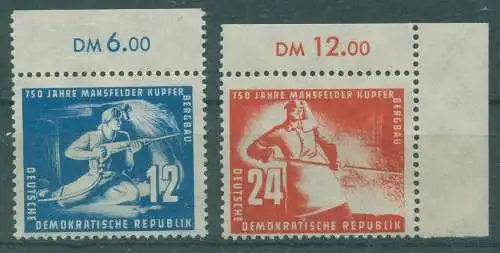 DM 6.00
750 JAHRE MANSFELDER KUPFER
BERGBAU
12
DEUTSCHE
DEMOKRATISCHE REPUBLIK
DM 12.00
750 JAHRE MANSFELDER KUPFER
BERGBAU
24
DEUTSCHE
DEMOKRATISCHE REPUBLIK